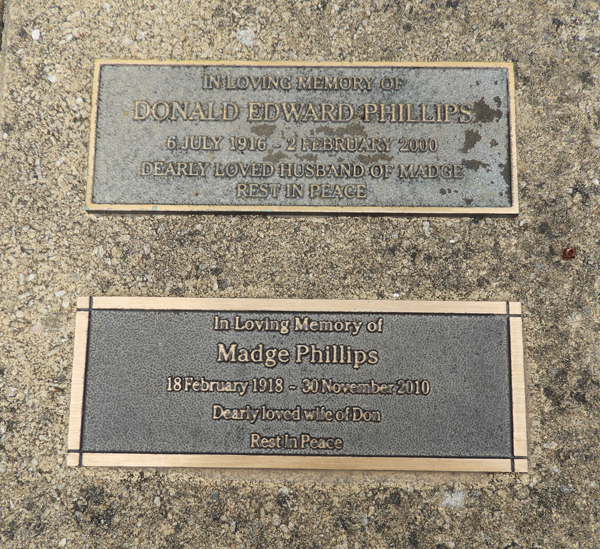 IN LOVING MEMORY OF
DONALD EDWARD PHILLIPS
6 JULY 1916 - 2 FEBRUARY 2000
DEARLY LOVED HUSBAND OF MADGE
REST IN PEACE
In Loving Memory of
Madge Phillips
18 February 1918 ~ 30 November 2010
Dearly loved wife of Don
Rest In Peace